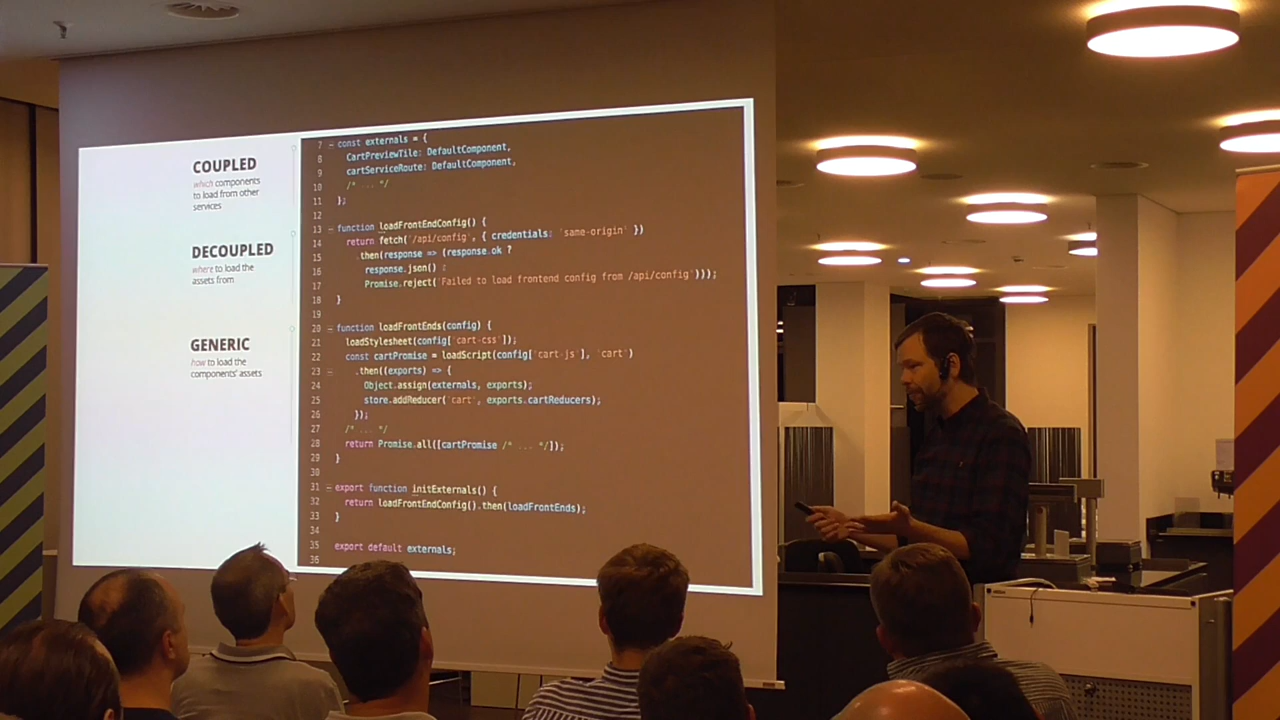 COUPLED
which components
to load from other
services
DECOUPLED
where to load the
assets from
GENERIC
how to load the
components' assets
7 const externals = {
8 CartPreviewTile: DefaultComponent,
9 cartServiceRoute: DefaultComponent,
10 /* ... */
11 };
12
13 function loadFrontEndConfig() {
14 return fetch('/api/config', { credentials: 'same-origin' })
15 .then(response => (response.ok ?
16 response.json() :
17 Promise.reject('Failed to load frontend config from /api/config')));
18 }
19
20 function loadFrontEnds(config) {
21 loadStylesheet(config['cart-css']);
22 const cartPromise = loadScript(config['cart-js'], 'cart')
23 .then((exports) => {
24 Object.assign(externals, exports);
25 store.addReducer('cart', exports.cartReducers);
26 });
27 /* ... */
28 return Promise.all([cartPromise /* ... */]);
29 }
30
31 export function initExternals() {
32 return loadFrontEndConfig().then(loadFrontEnds);
33 }
34
35 export default externals;
36